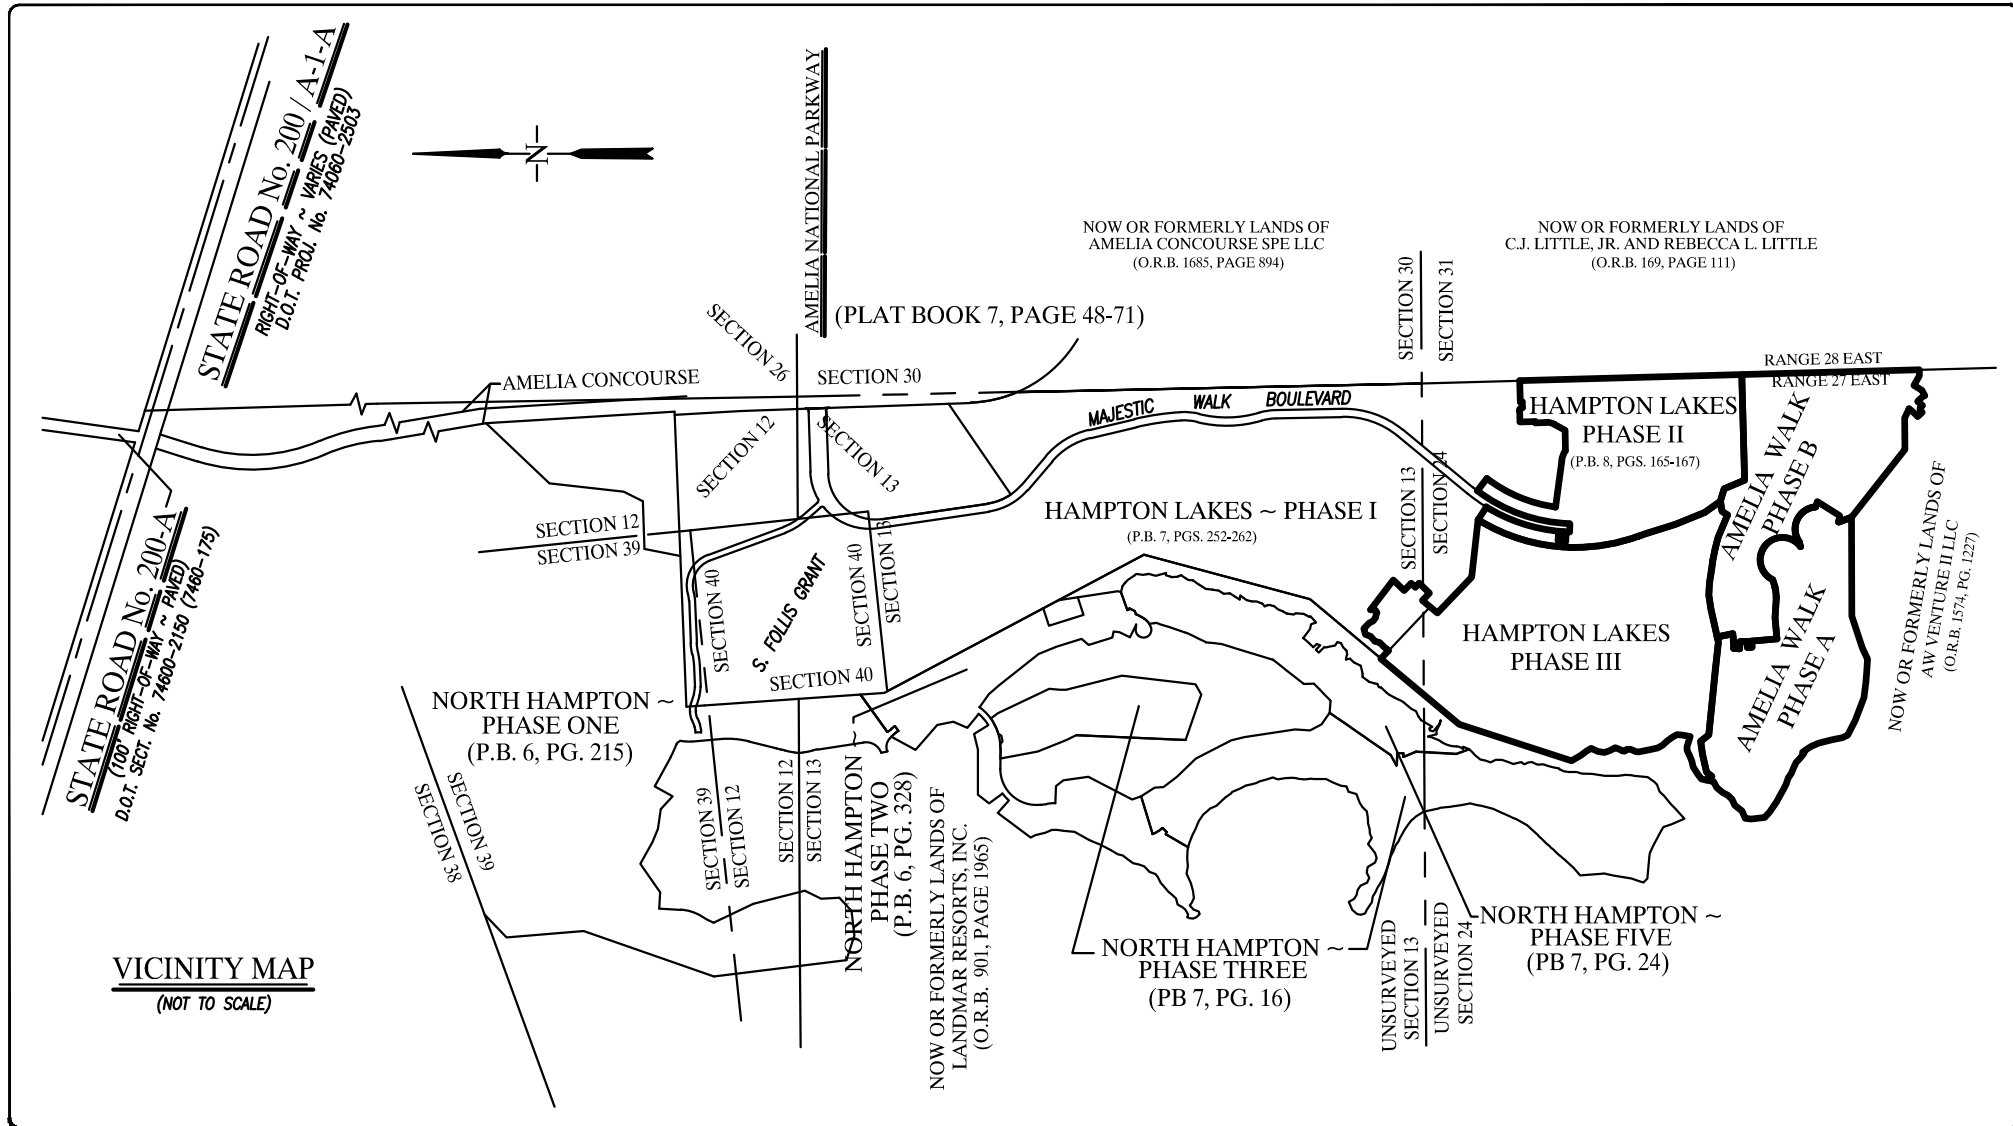 STATE ROAD No. 200 / A-1-A
RIGHT-OF-WAY ~ VARIES (PAVED)
D.O.T. PROJ. No. 74060-2503
N
AMELIA NATIONAL PARKWAY
(PLAT BOOK 7, PAGE 48-71)
NOW OR FORMERLY LANDS OF
AMELIA CONCOURSE SPE LLC
(O.R.B. 1685, PAGE 894)
NOW OR FORMERLY LANDS OF
C.J. LITTLE, JR. AND REBECCA L. LITTLE
(O.R.B. 169, PAGE 111)
SECTION 30
SECTION 31
SECTION 26
SECTION 30
AMELIA CONCOURSE
RANGE 28 EAST
RANGE 27 EAST
MAJESTIC WALK BOULEVARD
SECTION 12
SECTION 13
HAMPTON LAKES
PHASE II
(P.B. 8, PGS. 165-167)
AMELIA WALK
PHASE B
STATE ROAD No. 200-A
(100' RIGHT-OF-WAY ~ PAVED)
D.O.T. SECT. No. 74600-2150 (7460-175)
SECTION 12
SECTION 39
HAMPTON LAKES ~ PHASE I
(P.B. 7, PGS. 252-262)
SECTION 13
SECTION 24
NOW OR FORMERLY LANDS OF
AW VENTURE II LLC
(O.R.B. 1574, PG. 1227)
SECTION 40
S. FOLLIS GRANT
SECTION 40
SECTION 13
SECTION 40
HAMPTON LAKES
PHASE III
AMELIA WALK
PHASE A
NORTH HAMPTON ~
PHASE ONE
(P.B. 6, PG. 215)
SECTION 39
SECTION 38
SECTION 39
SECTION 12
SECTION 12
SECTION 13
NORTH HAMPTON ~
PHASE TWO
(P.B. 6, PG. 328)
NOW OR FORMERLY LANDS OF
LANDMAR RESORTS, INC.
(O.R.B. 901, PAGE 1965)
NORTH HAMPTON ~
PHASE THREE
(PB 7, PG. 16)
UNSURVEYED
SECTION 13
UNSURVEYED
SECTION 24
NORTH HAMPTON ~
PHASE FIVE
(PB 7, PG. 24)
VICINITY MAP
(NOT TO SCALE)